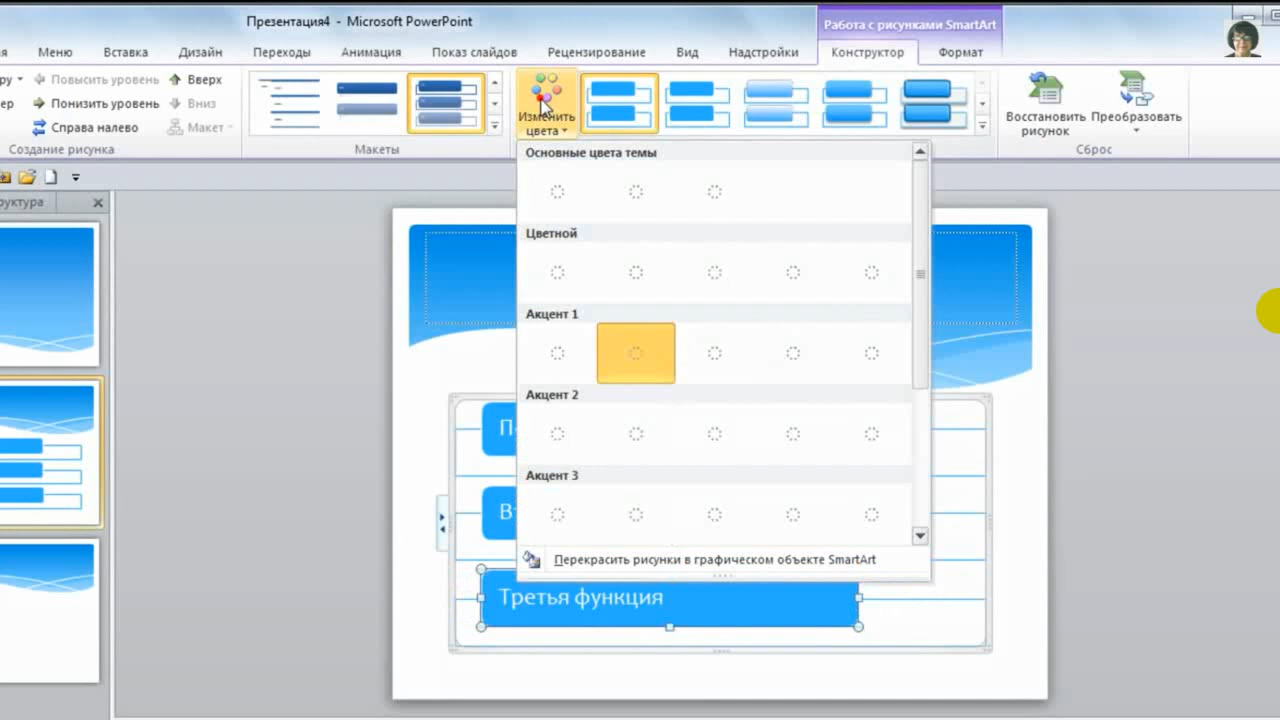 Презентация4 - Microsoft PowerPoint
Работа с рисунками SmartArt
Меню Вставка Дизайн Переходы Анимация Показ слайдов Рецензирование Вид Надстройки Конструктор Формат
Повысить уровень Вверх
Понизить уровень Вниз
Справа налево Макет
Создание рисунка
Макеты
Изменить
цвета
Восстановить
рисунок
Преобразовать
Сброс
Основные цвета темы
Цветной
Акцент 1
Акцент 2
Акцент 3
Перекрасить рисунки в графическом объекте SmartArt
Третья функция